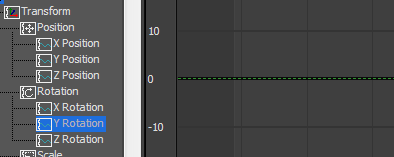 Transform
Position
X Position
Y Position
Z Position
Rotation
X Rotation
Y Rotation
Z Rotation
Scale
10
0
-10